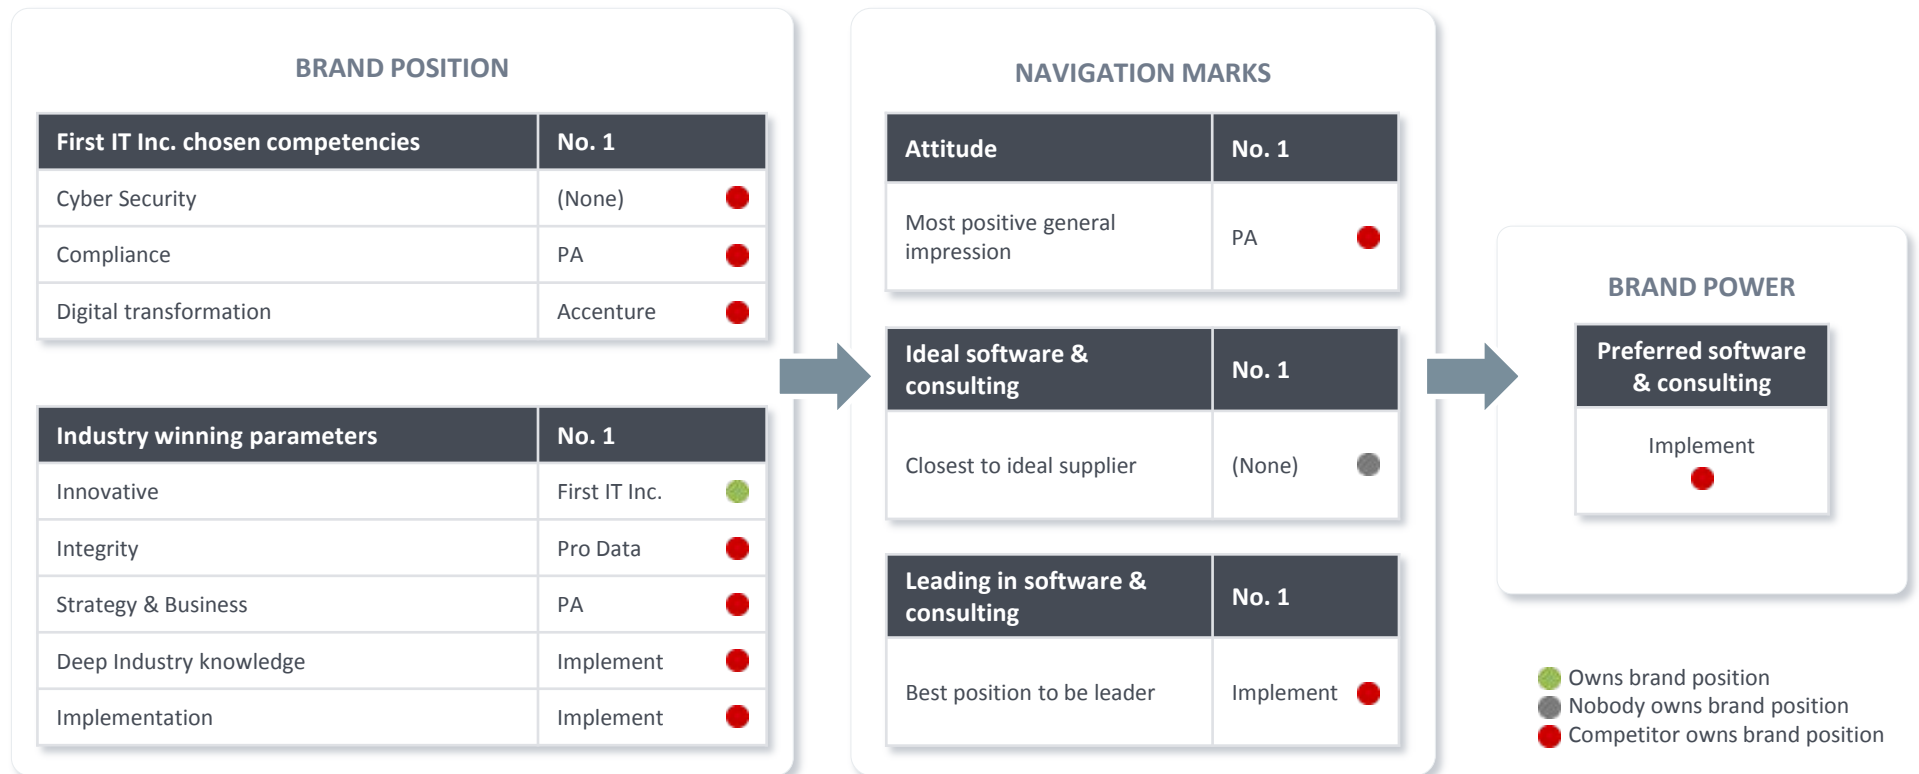 BRAND POSITION
First IT Inc. chosen competencies No. 1
Cyber Security (None)
Compliance PA
Digital transformation Accenture
Industry winning parameters No. 1
Innovative First IT Inc.
Integrity Pro Data
Strategy & Business PA
Deep Industry knowledge Implement
Implementation Implement
NAVIGATION MARKS
Attitude No. 1
Most positive general
impression
PA
Ideal software &
consulting
No. 1
Closest to ideal supplier (None)
Leading in software &
consulting
No. 1
Best position to be leader Implement
BRAND POWER
Preferred software
& consulting
Implement
Owns brand position
Nobody owns brand position
Competitor owns brand position